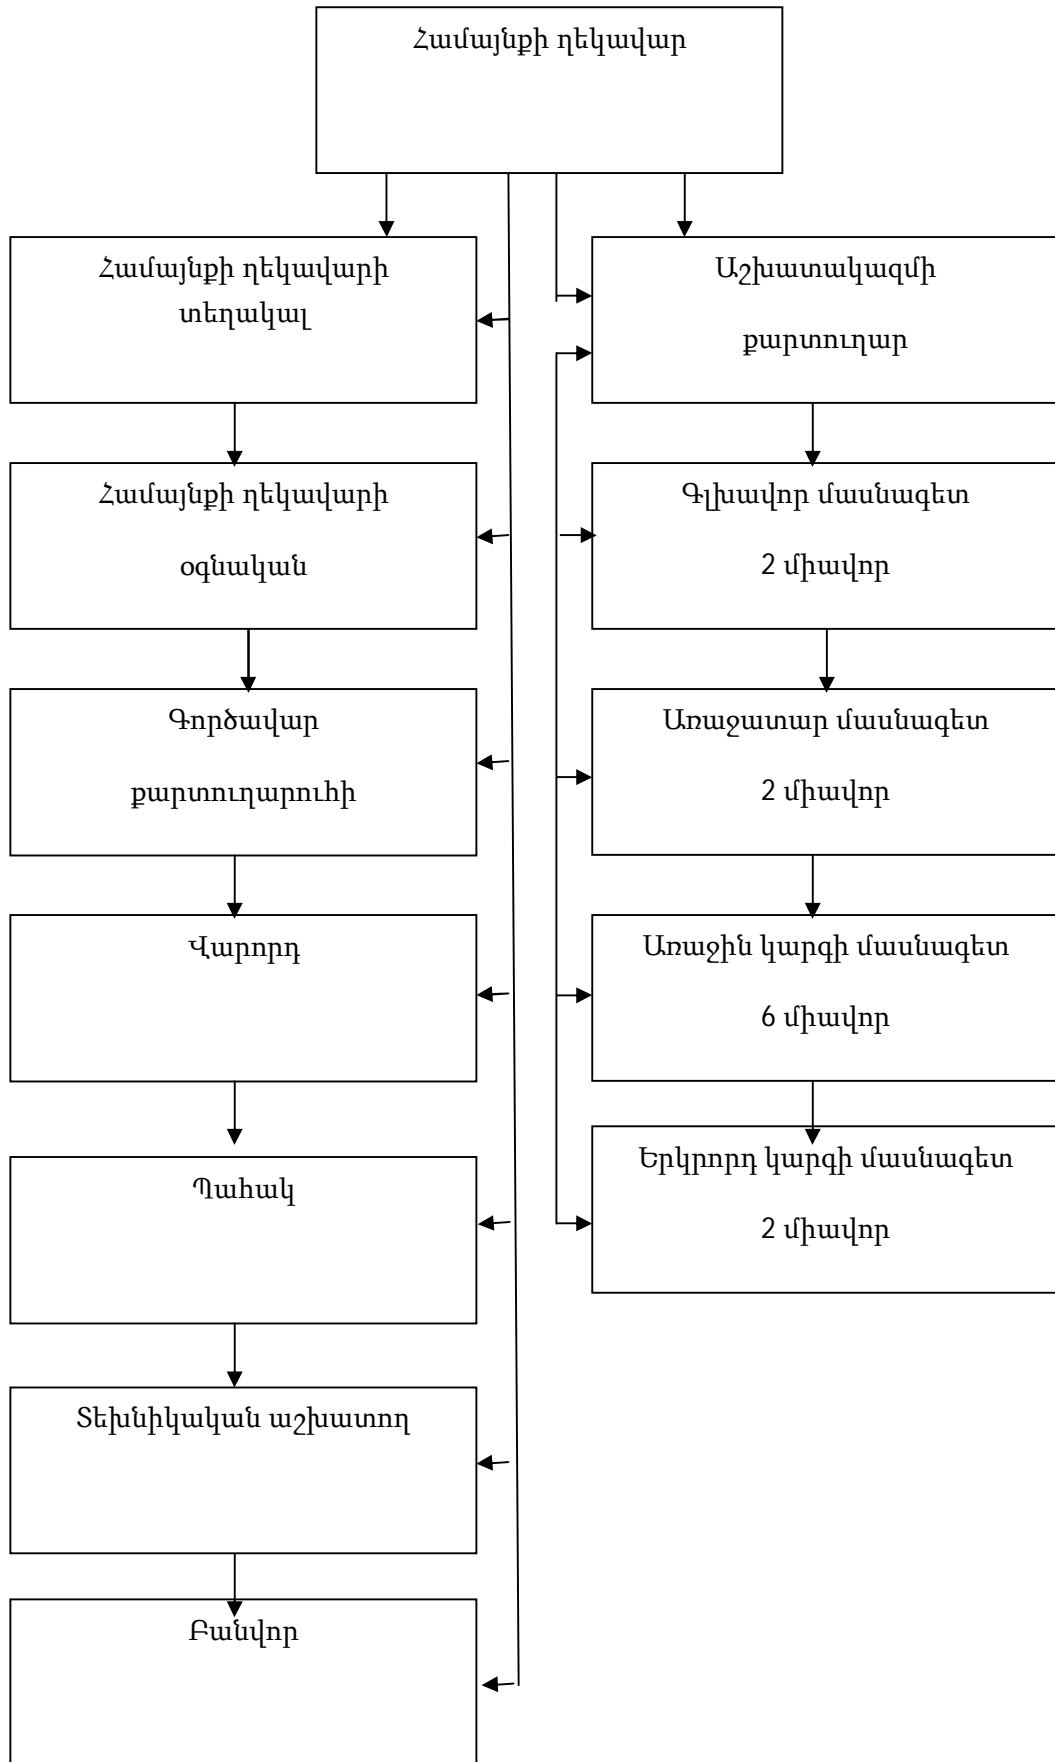 Համայնքի ղեկավար
Համայնքի ղեկավարի
տեղակալ
Աշխատակազմի
քարտուղար
Համայնքի ղեկավարի
օգնական
Գլխավոր մասնագետ
2 միավոր
Գործավար
քարտուղարուհի
Առաջատար մասնագետ
2 միավոր
Վարորդ
Առաջին կարգի մասնագետ
6 միավոր
Պահակ
Երկրորդ կարգի մասնագետ
2 միավոր
Տեխնիկական աշխատող
Բանվոր